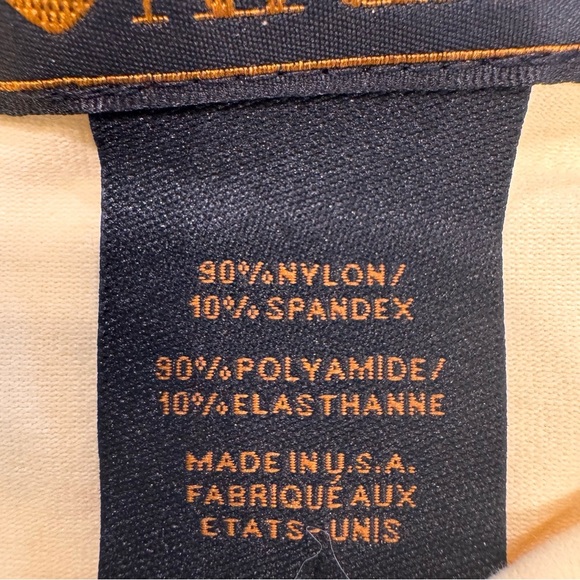 90%NYLON/
10%SPANDEX
90%POLYAMIDE/
10%ELASTHANNE
MADE IN U.S.A.
FABRIQUÉ AUX
ETATS-UNIS